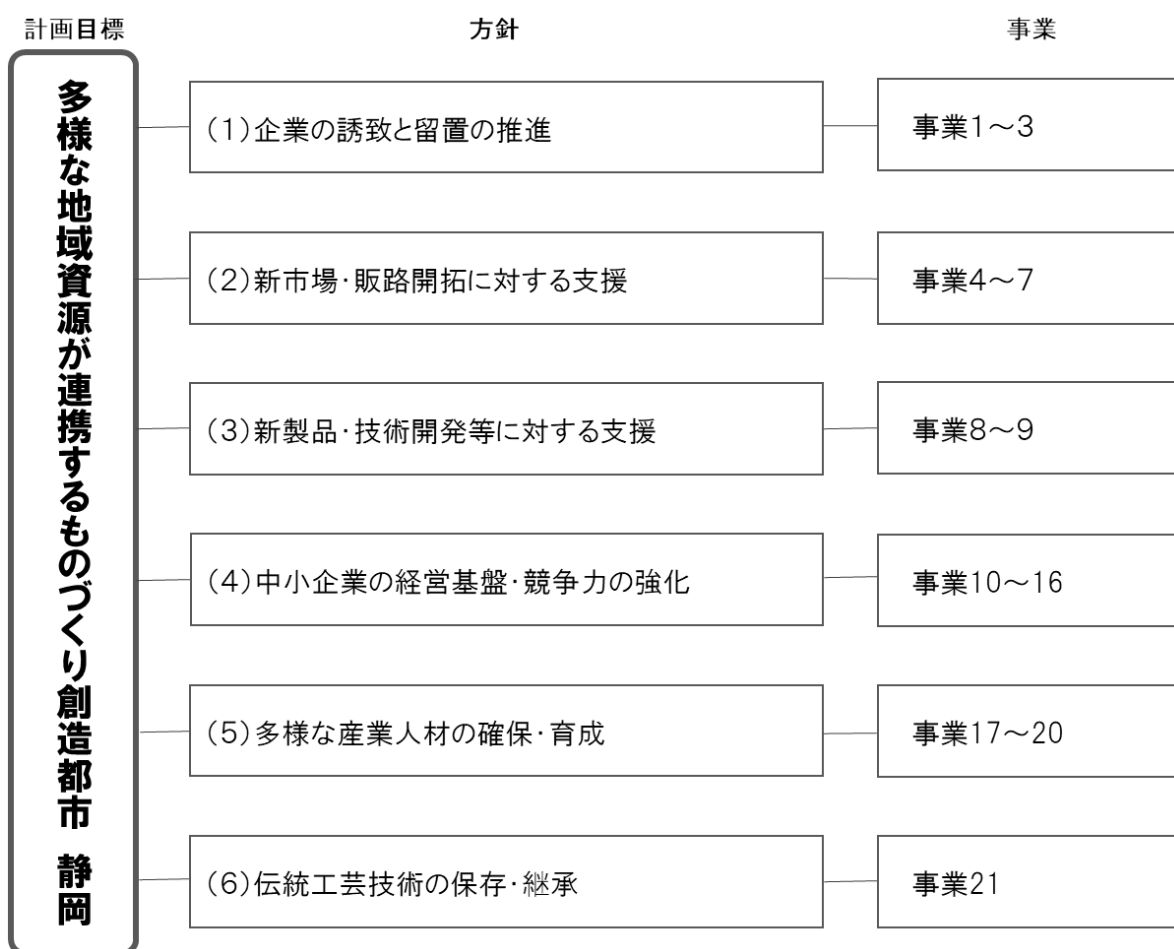 計画目標 方針 事業
多様な地域資源が連携するものづくり創造都市 静岡
（1）企業の誘致と留置の推進
事業1～3
（2）新市場・販路開拓に対する支援
事業4～7
（3）新製品・技術開発等に対する支援
事業8～9
（4）中小企業の経営基盤・競争力の強化
事業10～16
（5）多様な産業人材の確保・育成
事業17～20
（6）伝統工芸技術の保存・継承
事業21